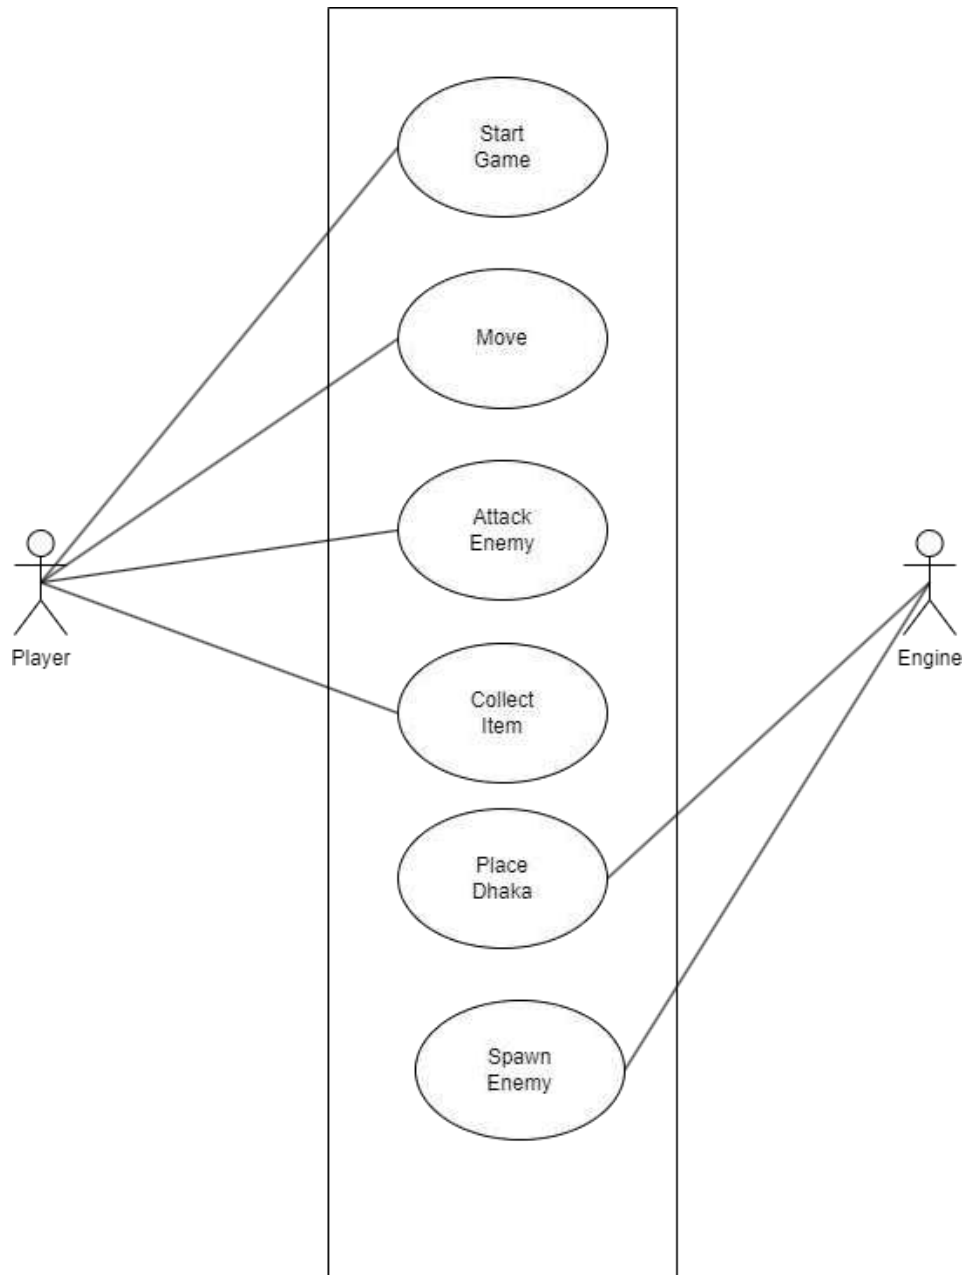 Start
Game
Move
Attack
Enemy
Player
Engine
Collect
Item
Place
Dhaka
Spawn
Enemy